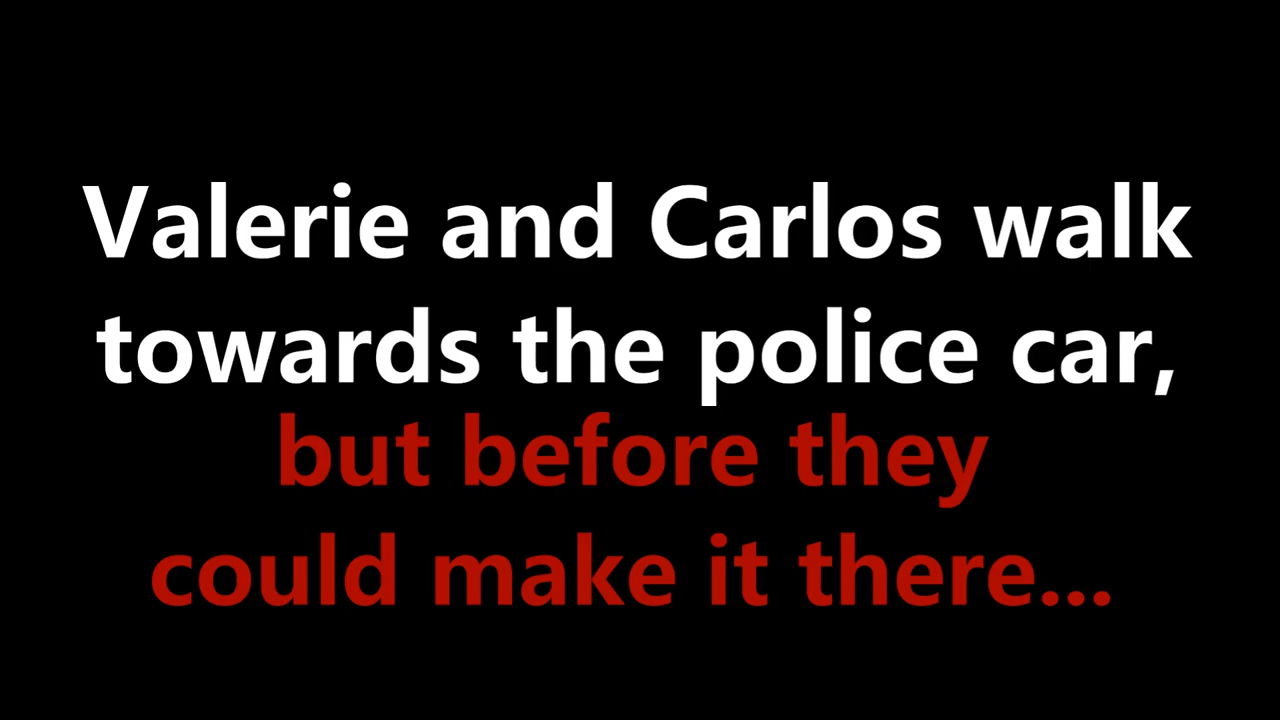 Valerie and Carlos walk
towards the police car,
but before they
could make it there...